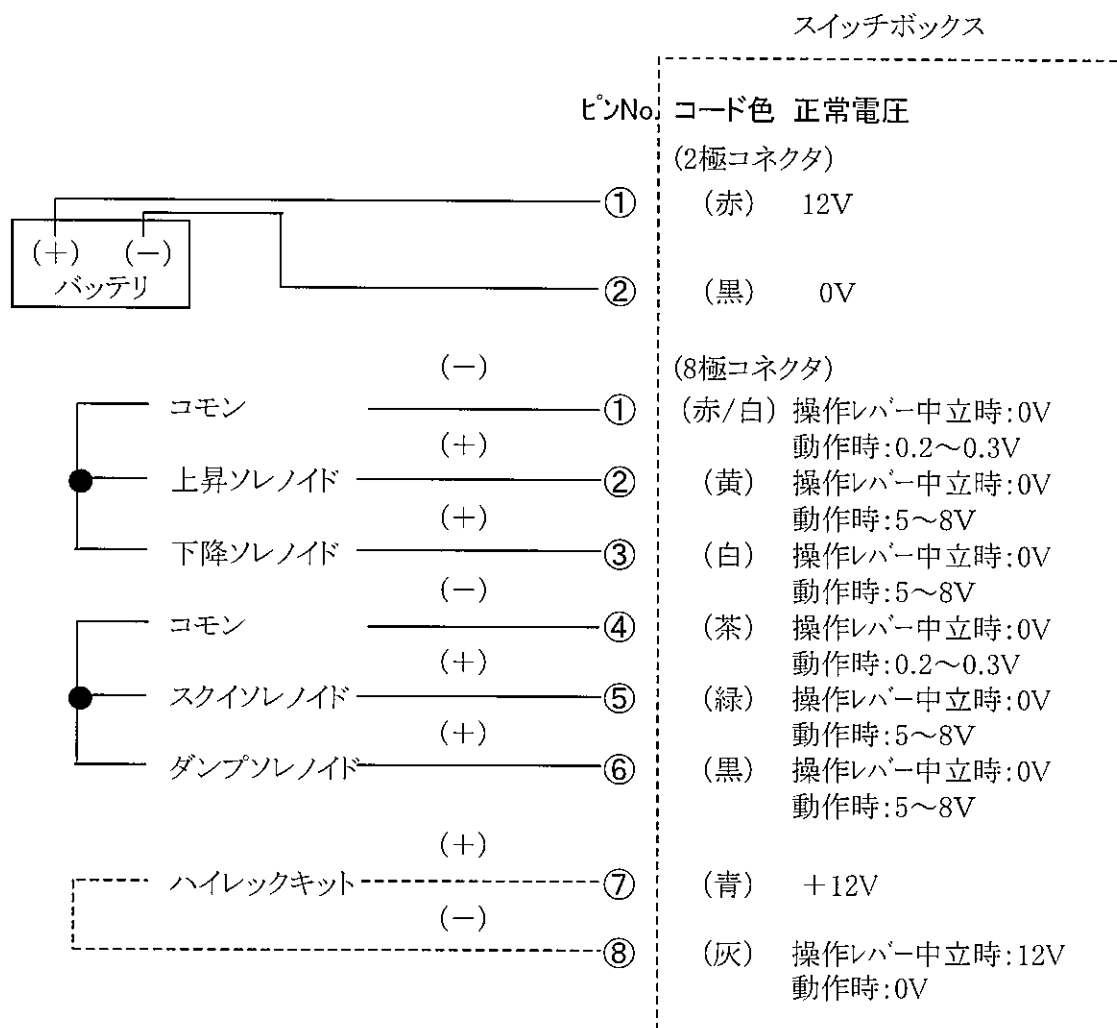 スイッチボックス
ピンNo. コード色 正常電圧
(2極コネクタ)
① (赤) 12V
(+) (−)
バッテリ
② (黒) 0V
(−) (8極コネクタ)
コモン ① (赤/白) 操作レバー中立時:0V
(+) 動作時:0.2~0.3V
上昇ソレノイド ② (黄) 操作レバー中立時:0V
(+) 動作時:5~8V
下降ソレノイド ③ (白) 操作レバー中立時:0V
(−) 動作時:5~8V
コモン ④ (茶) 操作レバー中立時:0V
(+) 動作時:0.2~0.3V
スクイソレノイド ⑤ (緑) 操作レバー中立時:0V
(+) 動作時:5~8V
ダンプソレノイド ⑥ (黒) 操作レバー中立時:0V
動作時:5~8V
(+)
ハイレックキット ⑦ (青) +12V
(−)
⑧ (灰) 操作レバー中立時:12V
動作時:0V